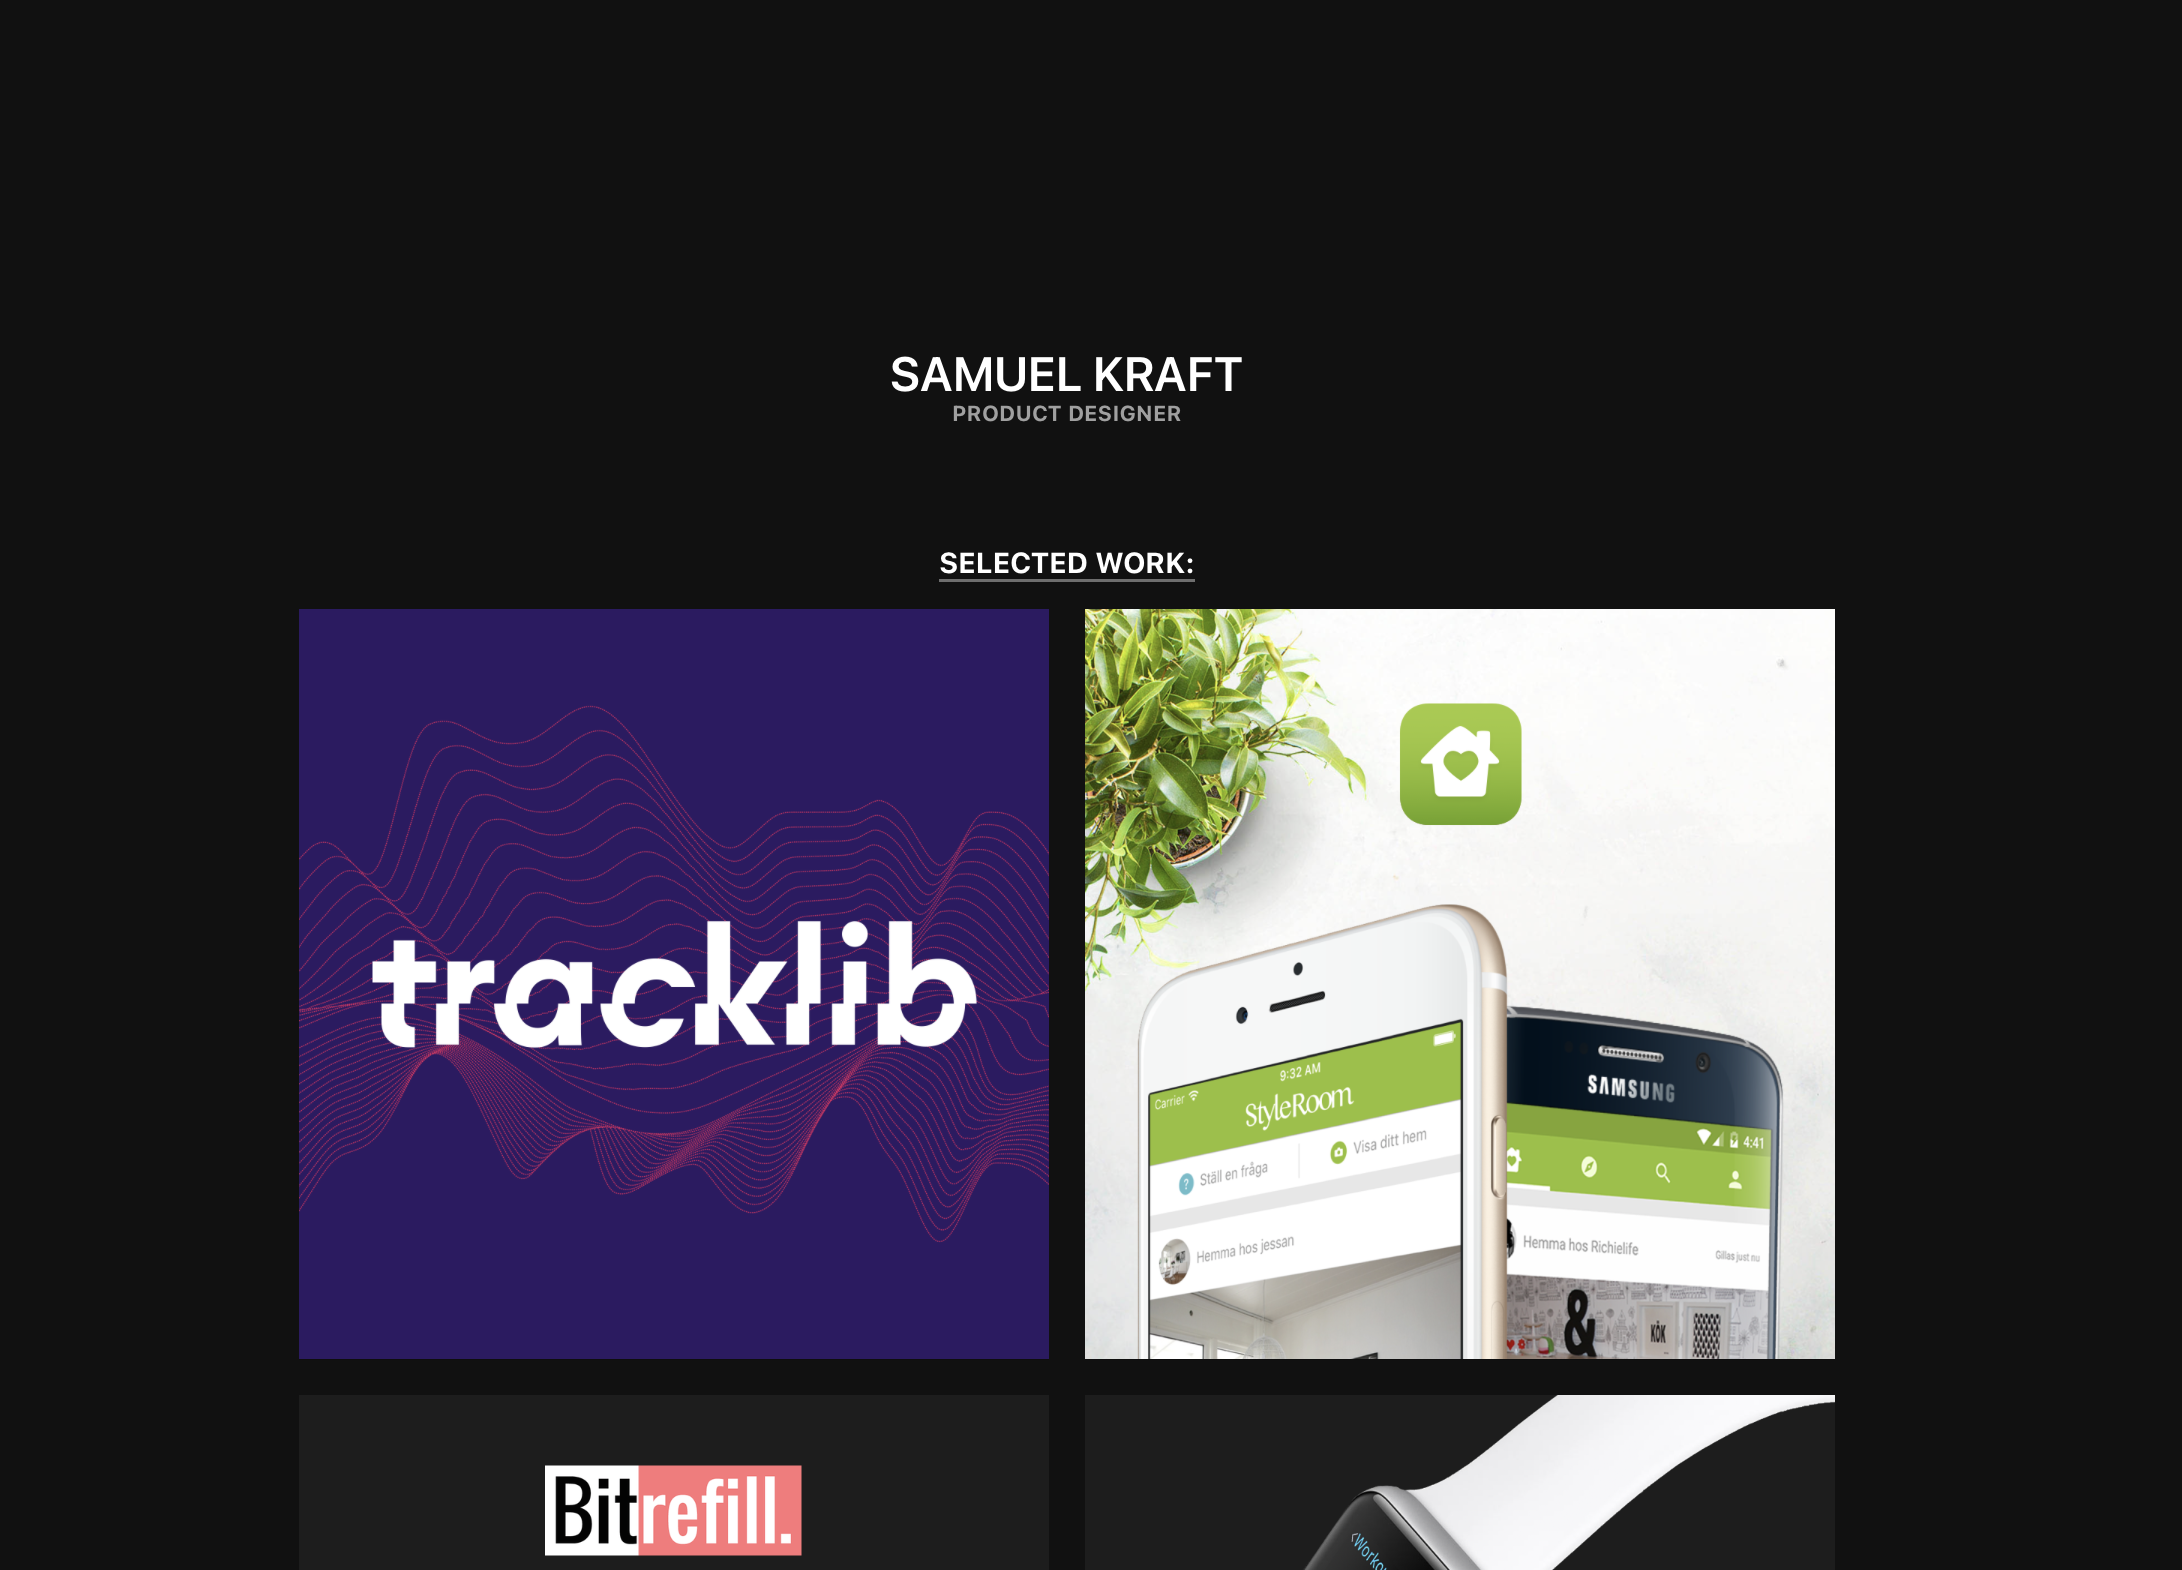 SAMUEL KRAFT
PRODUCT DESIGNER
SELECTED WORK:
tracklib
9:32 AM
Carrier
StyleRoom
Ställ en fråga
Visa ditt hem
Hemma hos jessan
SAMSUNG
4:41
Hemma hos Richielife
Gillas just nu
&
KÖK
Bitrefill.